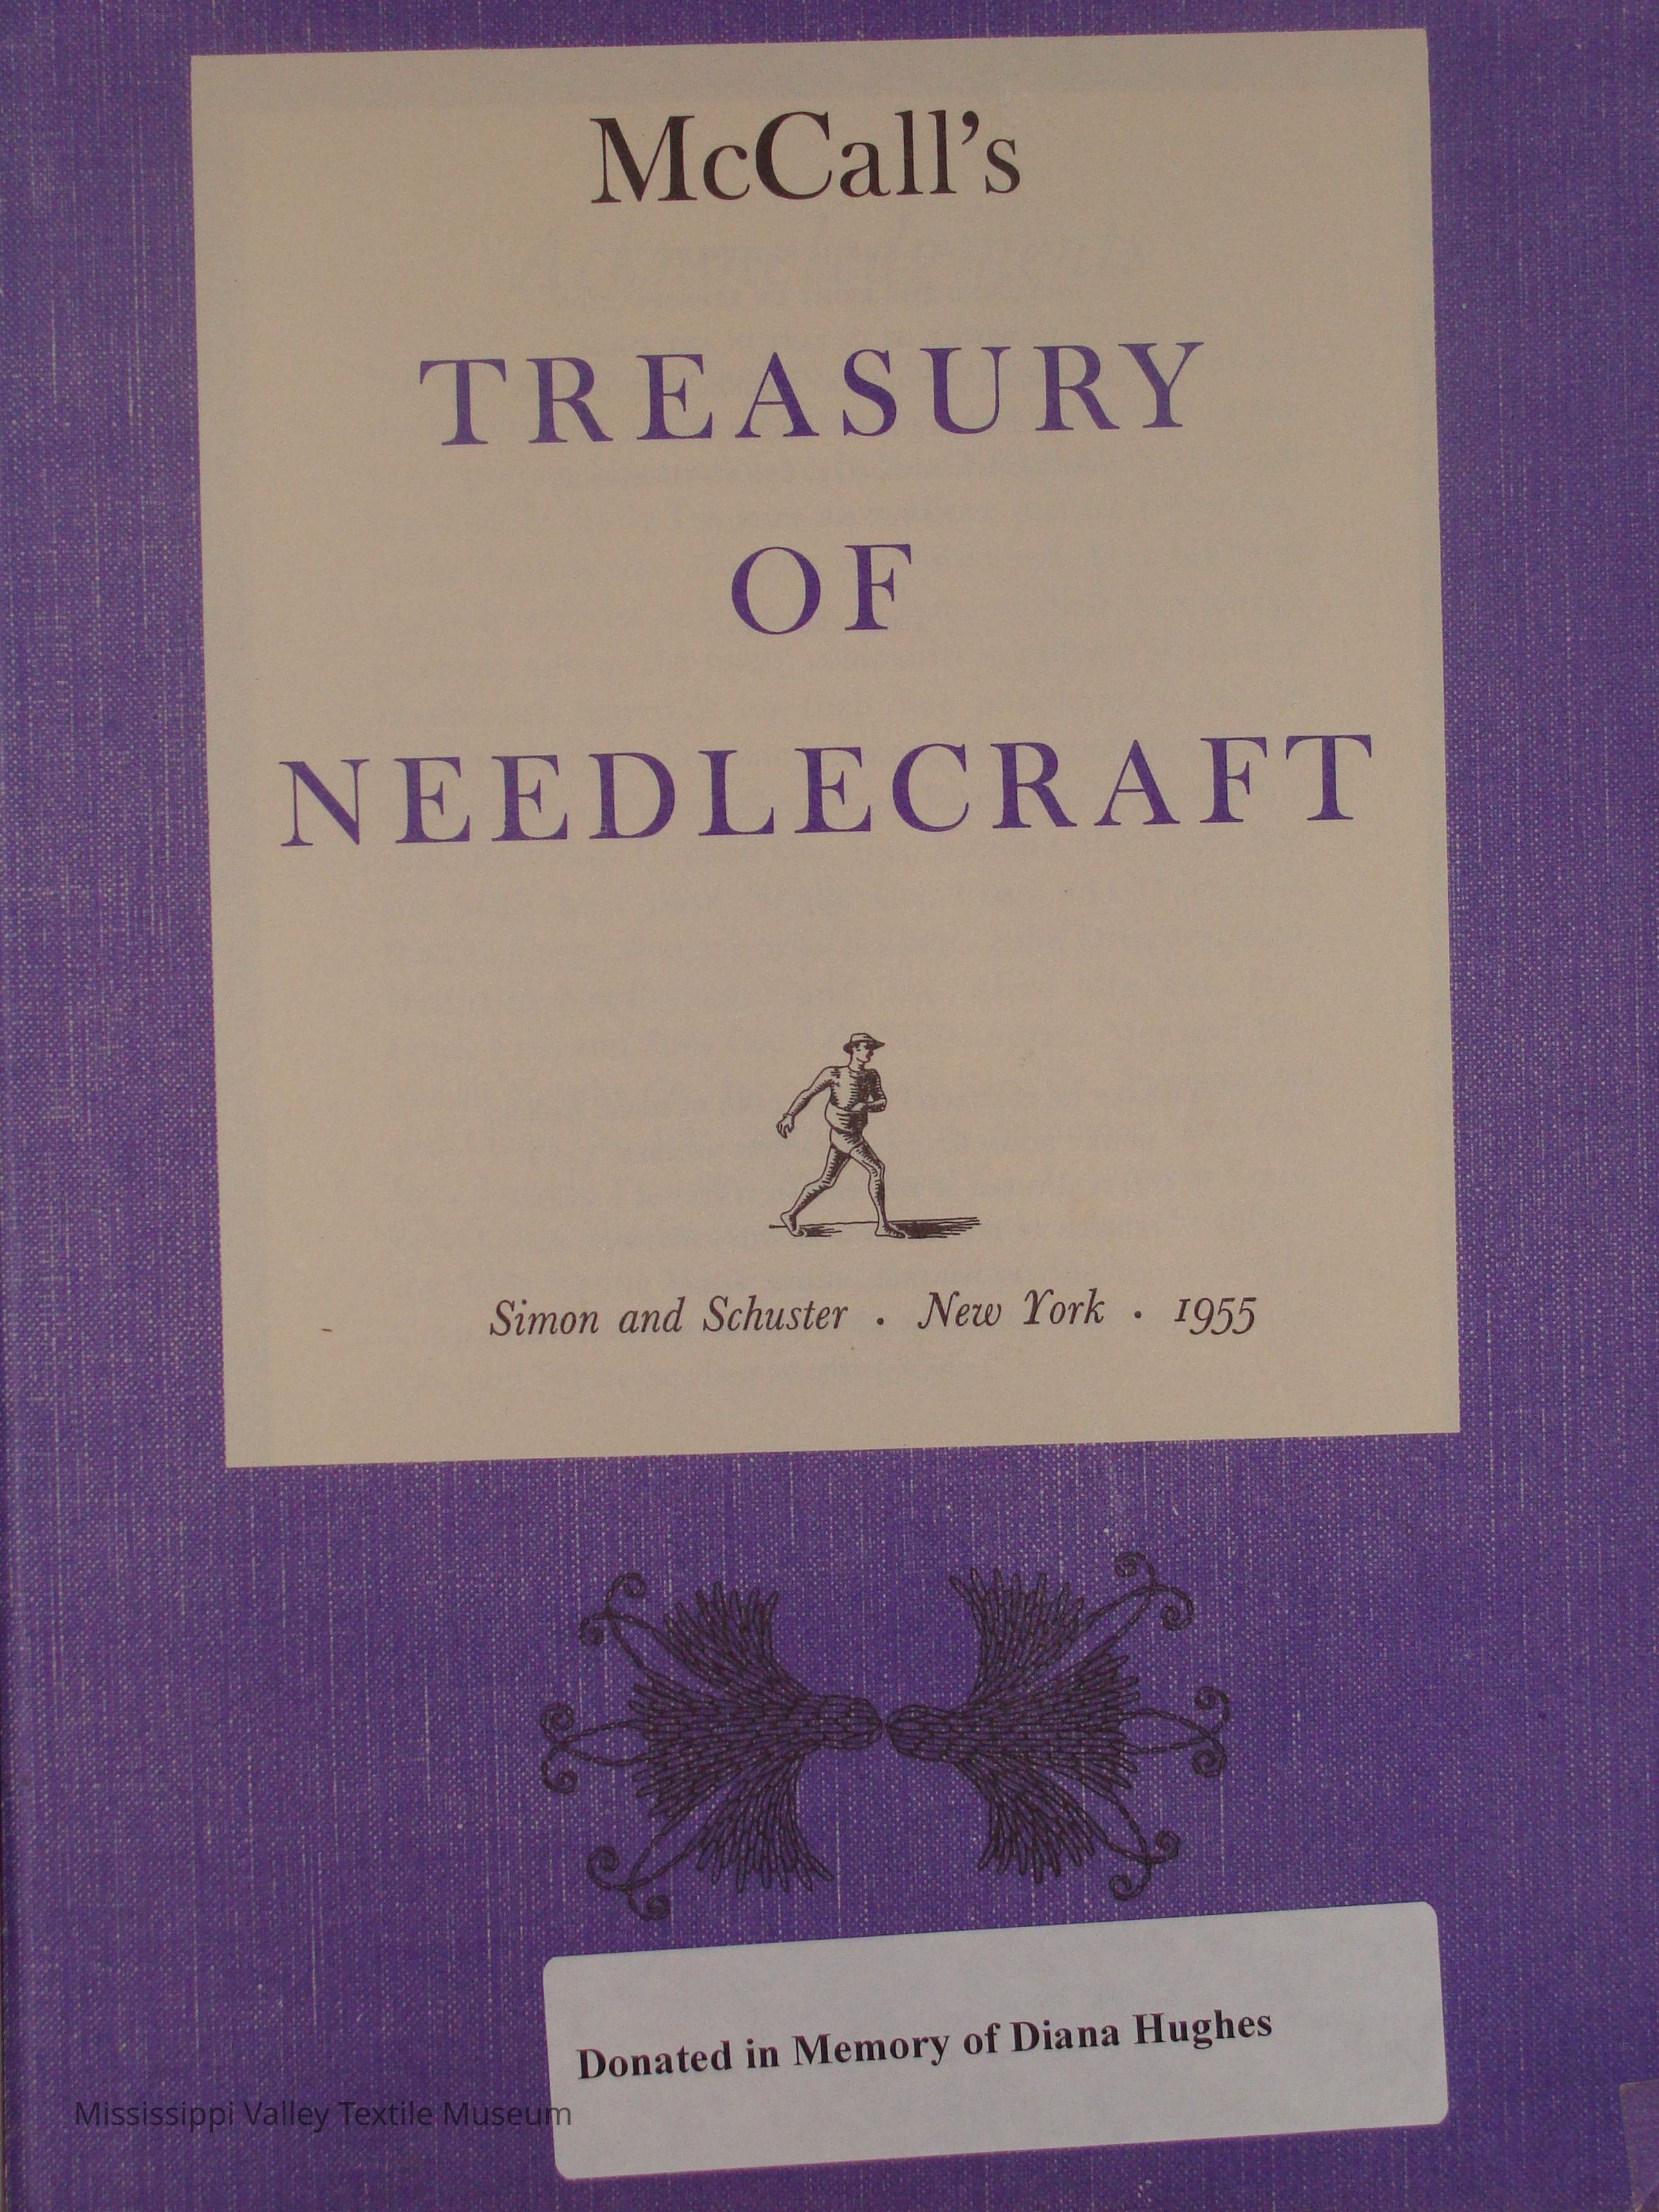 McCall's
TREASURY
OF
NEEDLECRAFT
Simon and Schuster . New York . 1955
Donated in Memory of Diana Hughes
Mississippi Valley Textile Museum